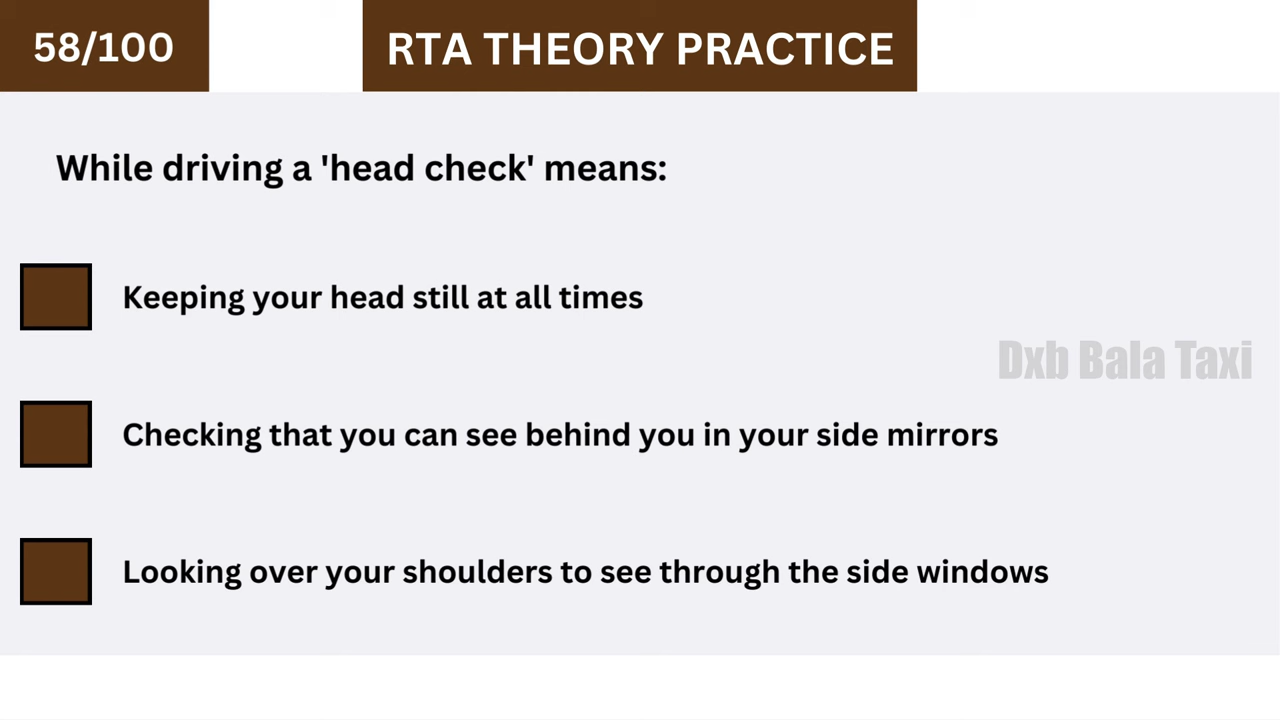 58/100
RTA THEORY PRACTICE
While driving a 'head check' means:
Keeping your head still at all times
Dxb Bala Taxi
Checking that you can see behind you in your side mirrors
Looking over your shoulders to see through the side windows